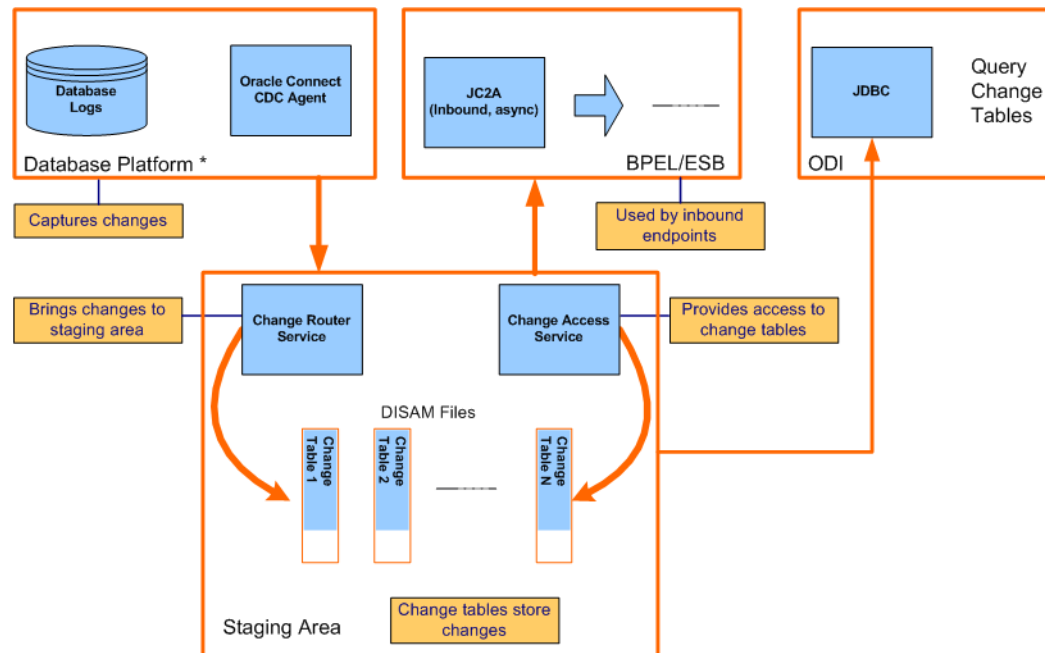 Database
Logs
Oracle Connect
CDC Agent
Database Platform *
JC2A
(Inbound, async)
BPEL/ESB
JDBC
Query
Change
Tables
ODI
Captures changes
Used by inbound
endpoints
Brings changes to
staging area
Change Router
Service
Change Access
Service
Provides access to
change tables
DISAM Files
Change
Table 1
Change
Table 2
Change
Table N
Change tables store
changes
Staging Area